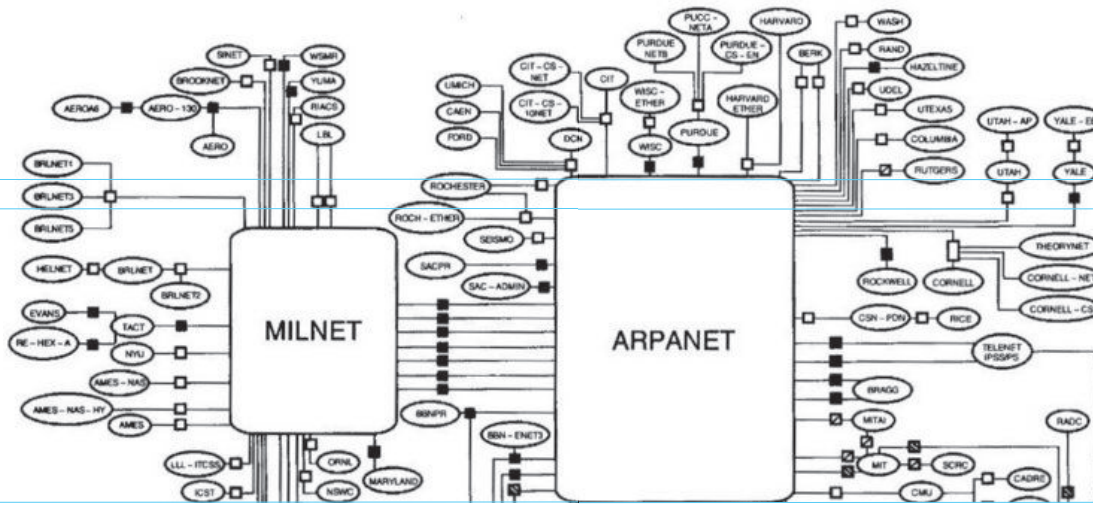 PUCC - NETA
HARVARD
WASH
SINET
WSMR
PURDUE NETB
PURDUE - CS - EN
BERK
RAND
BROOKNET
YUMA
CIT - CS - NET
CIT
HAZELTINE
UMICH
WISC - ETHER
UDEL
AEROA6
AERO - 130
RIACS
CAEN
CIT - CS - 10NET
HARVARD ETHER
UTEXAS
LBL
FORD
DCN
WISC
PURDUE
COLUMBIA
UTAH - AP
AERO
RUTGERS
UTAH
YALE
BRLNET1
ROCHESTER
BRLNET3
ROCH - ETHER
BRLNET5
SEISMO
THEORYNET
HELNET
BRLNET
SACPR
ROCKWELL
CORNELL
BRLNET2
SAC - ADMIN
EVANS
TACT
MILNET
ARPANET
CSN - PDN
RICE
RE - HEX - A
NYU
TELENET IPSS/PS
AMES - NAS
BRAGG
AMES - NAS - HY
BBNPR
MITAI
RADC
AMES
BBN - ENET3
LLL - ITCSS
ORNL
MIT
SCRC
ICST
NSWC
MARYLAND
CMU
CADRE